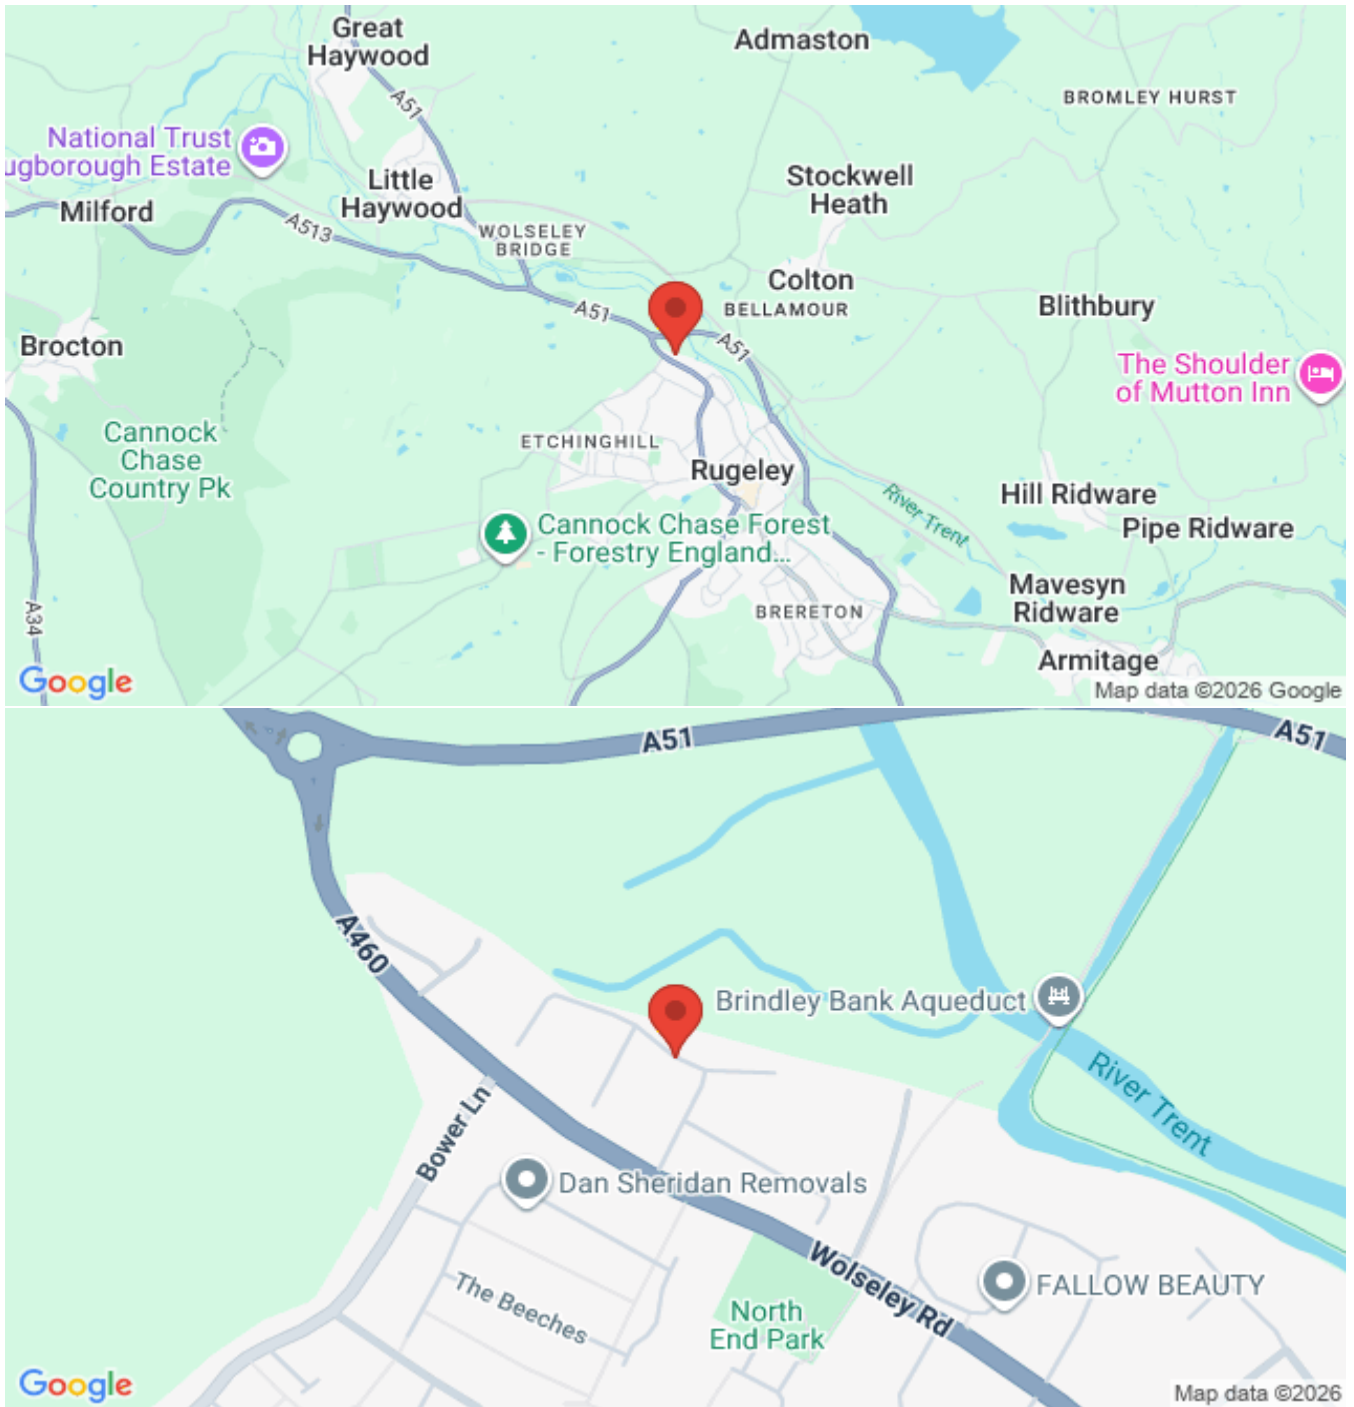 Great
Haywood
Admaston
A51
BROMLEY HURST
National Trust
ugborough Estate
Little
Haywood
Stockwell
Heath
Milford
A513
WOLSELEY
BRIDGE
Colton
A51
BELLAMOUR
Blithbury
A51
Brocton
The Shoulder
of Mutton Inn
Cannock
Chase
Country Pk
ETCHINGHILL
Rugeley
Hill Ridware
River Trent
Pipe Ridware
Cannock Chase Forest
- Forestry England...
Mavesyn
Ridware
A34
BRERETON
Armitage
Google
Map data ©2026 Google
A51
A51
A460
Brindley Bank Aqueduct
River Trent
Bower Ln
Dan Sheridan Removals
Wolseley Rd
FALLOW BEAUTY
The Beeches
North
End Park
Google
Map data ©2026